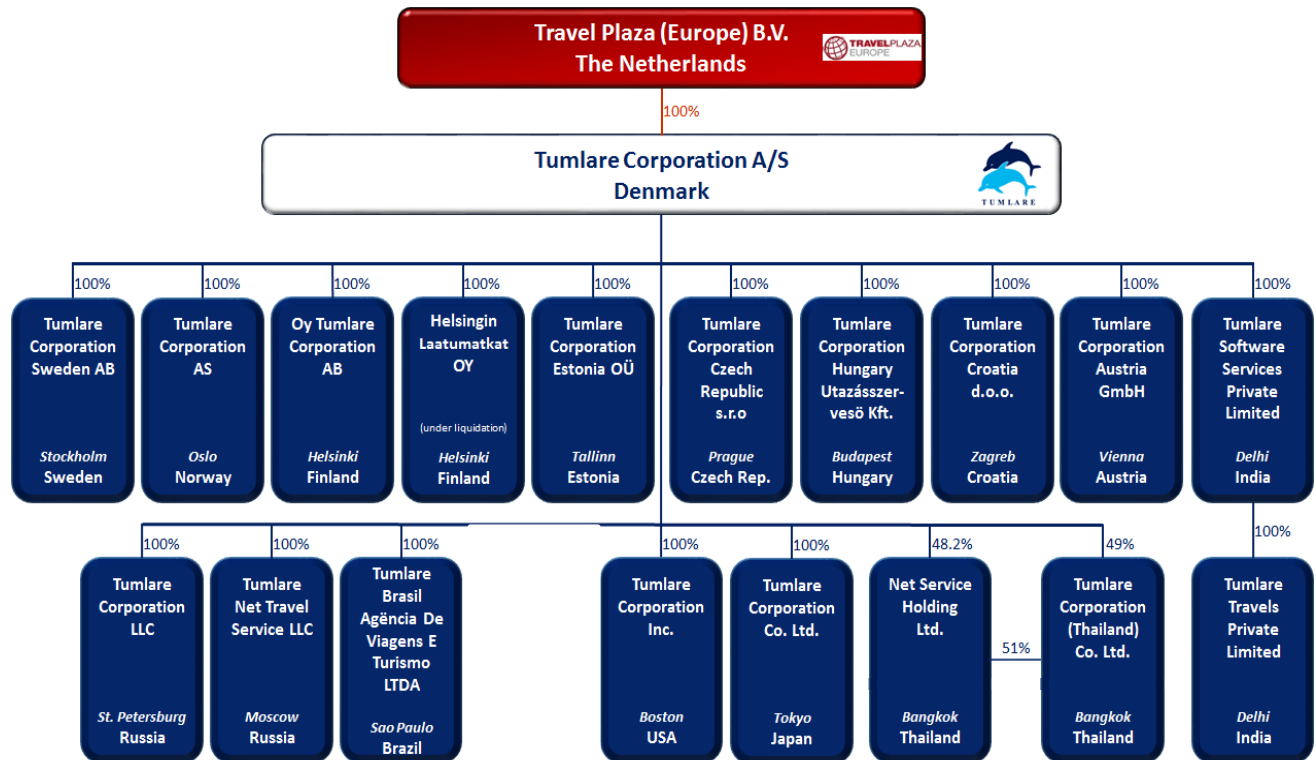 Travel Plaza (Europe) B.V.
The Netherlands
TRAVELPLAZA
EUROPE
100%
Tumlare Corporation A/S
Denmark
TUMLARE
100%
Tumlare
Corporation
Sweden AB
Stockholm
Sweden
100%
Tumlare
Corporation
AS
Oslo
Norway
100%
Oy Tumlare
Corporation
AB
Helsinki
Finland
100%
Helsingin
Laatumatkat
OY
(under liquidation)
Helsinki
Finland
100%
Tumlare
Corporation
Estonia OÜ
Tallinn
Estonia
100%
Tumlare
Corporation
Czech
Republic
s.r.o
Prague
Czech Rep.
100%
Tumlare
Corporation
Hungary
Utazásszer-
vesö Kft.
Budapest
Hungary
100%
Tumlare
Corporation
Croatia
d.o.o.
Zagreb
Croatia
100%
Tumlare
Corporation
Austria
GmbH
Vienna
Austria
100%
Tumlare
Software
Services
Private
Limited
Delhi
India
100%
Tumlare
Corporation
LLC
St. Petersburg
Russia
100%
Tumlare
Net Travel
Service LLC
Moscow
Russia
100%
Tumlare
Brasil
Agëncia De
Viagens E
Turismo
LTDA
Sao Paulo
Brazil
100%
Tumlare
Corporation
Inc.
Boston
USA
100%
Tumlare
Corporation
Co. Ltd.
Tokyo
Japan
48.2%
Net Service
Holding
Ltd.
Bangkok
Thailand
51%
49%
Tumlare
Corporation
(Thailand)
Co. Ltd.
Bangkok
Thailand
100%
Tumlare
Travels
Private
Limited
Delhi
India